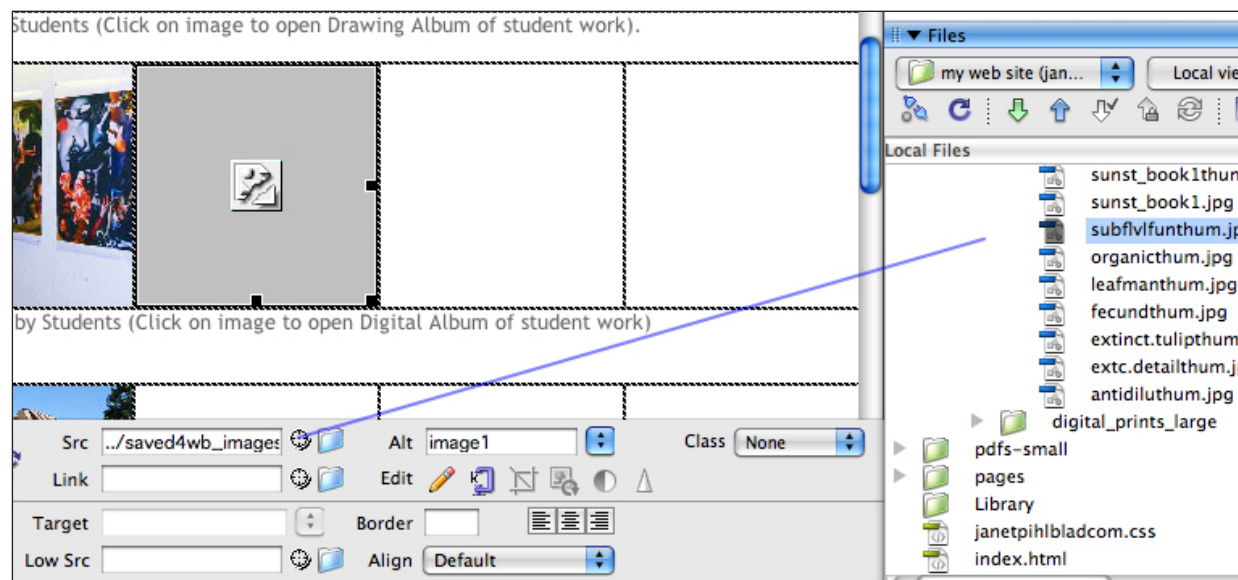 Students (Click on image to open Drawing Album of student work).
by Students (Click on image to open Digital Album of student work)
Src ../saved4wb_images
Alt image1
Class None
Link
Edit
Target
Border
Low Src
Align Default
Files
my web site (jan...
Local vie
Local Files
sunst_book1thun
sunst_book1.jpg
subflvlfunthum.jp
organicthum.jpg
leafmanthum.jpg
fecundthum.jpg
extinct.tulipthum
extc.detailthum.j
antidiluthum.jpg
digital_prints_large
pdfs-small
pages
Library
janetpihlbladcom.css
index.html